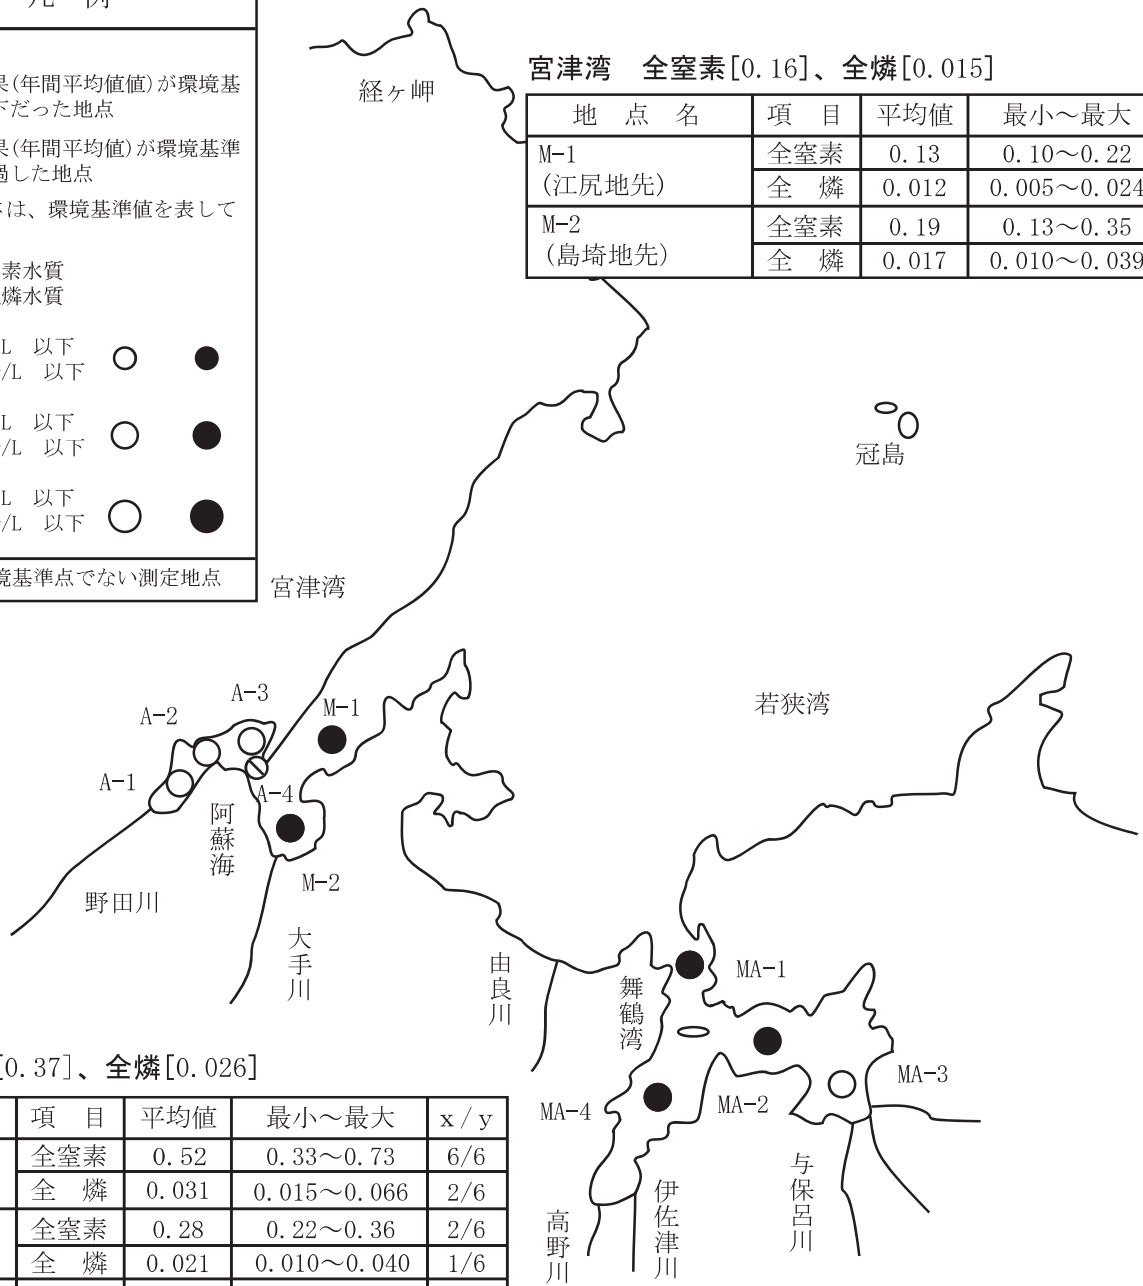 凡　例
果(年間平均値値)が環境基
下だった地点
果(年間平均値)が環境基準
過した地点
さは、環境基準値を表して
素水質
燐水質
L　以下
/L　以下
L　以下
/L　以下
L　以下
/L　以下
境基準点でない測定地点
経ヶ岬
宮津湾　全窒素[0.16]、全燐[0.015]
地　点　名　項　目　平均値　最小～最大
M-1　全窒素　0.13　0.10～0.22
(江尻地先)　全　燐　0.012　0.005～0.024
M-2　全窒素　0.19　0.13～0.35
(島埼地先)　全　燐　0.017　0.010～0.039
冠島
宮津湾
若狭湾
A-3
A-2
M-1
A-1
A-4
阿蘇海
M-2
野田川
大手川
由良川
舞鶴湾
MA-1
MA-3
MA-2
MA-4
与保呂川
伊佐津川
高野川
[0.37]、全燐[0.026]
項　目　平均値　最小～最大　x/y
全窒素　0.52　0.33～0.73　6/6
全　燐　0.031　0.015～0.066　2/6
全窒素　0.28　0.22～0.36　2/6
全　燐　0.021　0.010～0.040　1/6